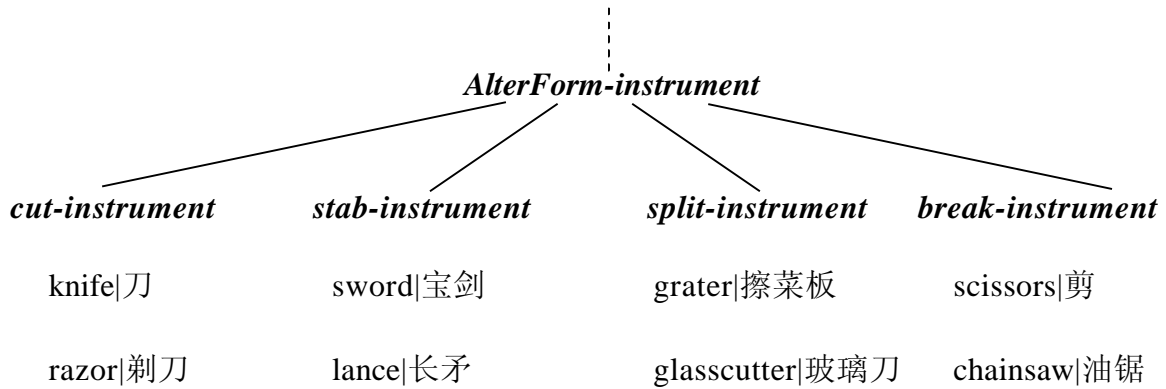 AlterForm-instrument
cut-instrument stab-instrument split-instrument break-instrument
knife|刀 sword|宝剑 grater|擦菜板 scissors|剪
razor|剃刀 lance|长矛 glasscutter|玻璃刀 chainsaw|油锯